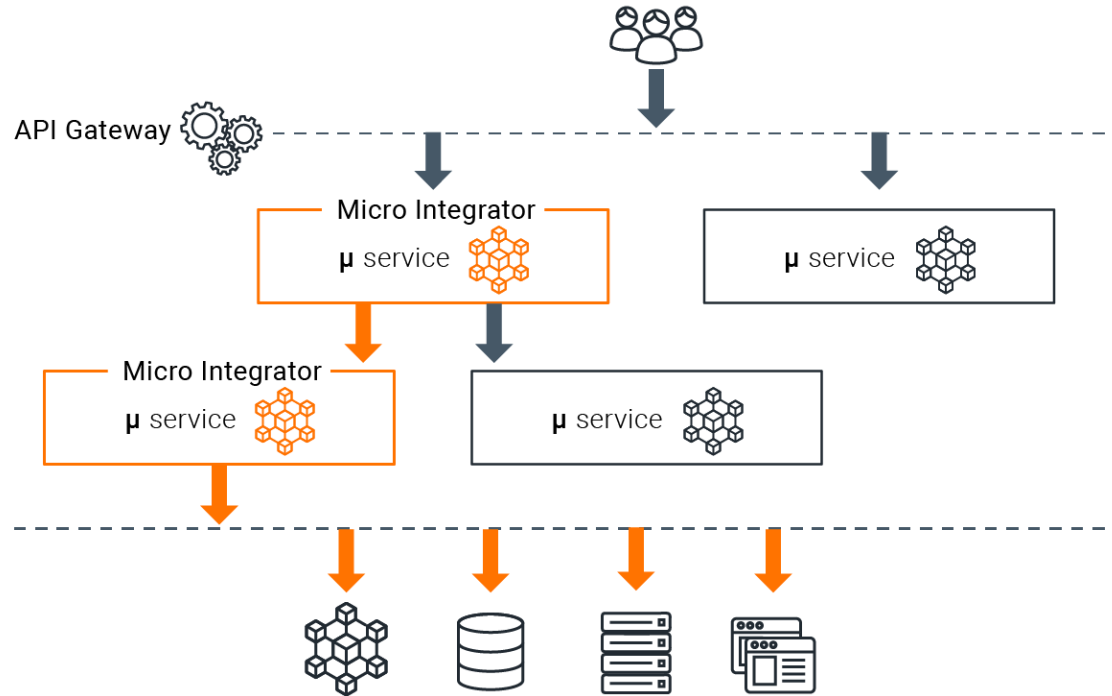 API Gateway
Micro Integrator
µ service
µ service
Micro Integrator
µ service
µ service